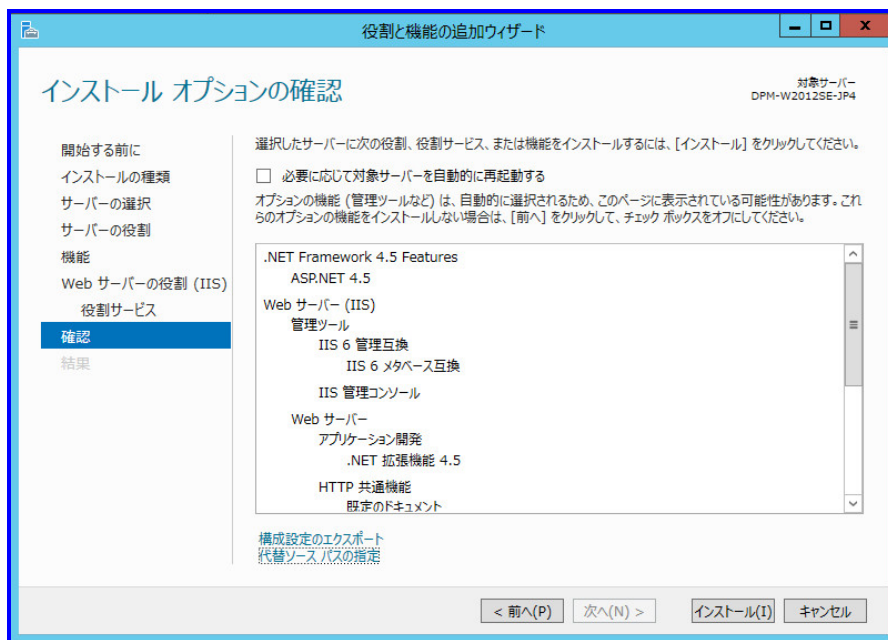 役割と機能の追加ウィザード
インストール オプションの確認
対象サーバー
DPM-W2012SE-JP4
開始する前に
インストールの種類
サーバーの選択
サーバーの役割
機能
Web サーバーの役割 (IIS)
役割サービス
確認
結果
選択したサーバーに次の役割、役割サービス、または機能をインストールするには、[インストール] をクリックしてください。
必要に応じて対象サーバーを自動的に再起動する
オプションの機能 (管理ツールなど) は、自動的に選択されるため、このページに表示されている可能性があります。これ
らのオプションの機能をインストールしない場合は、[前へ] をクリックして、チェック ボックスをオフにしてください。
.NET Framework 4.5 Features
ASP.NET 4.5
Web サーバー (IIS)
管理ツール
IIS 6 管理互換
IIS 6 メタベース互換
IIS 管理コンソール
Web サーバー
アプリケーション開発
.NET 拡張機能 4.5
HTTP 共通機能
既定のドキュメント
構成設定のエクスポート
代替ソース パスの指定
< 前へ(P)
次へ(N) >
インストール(I)
キャンセル